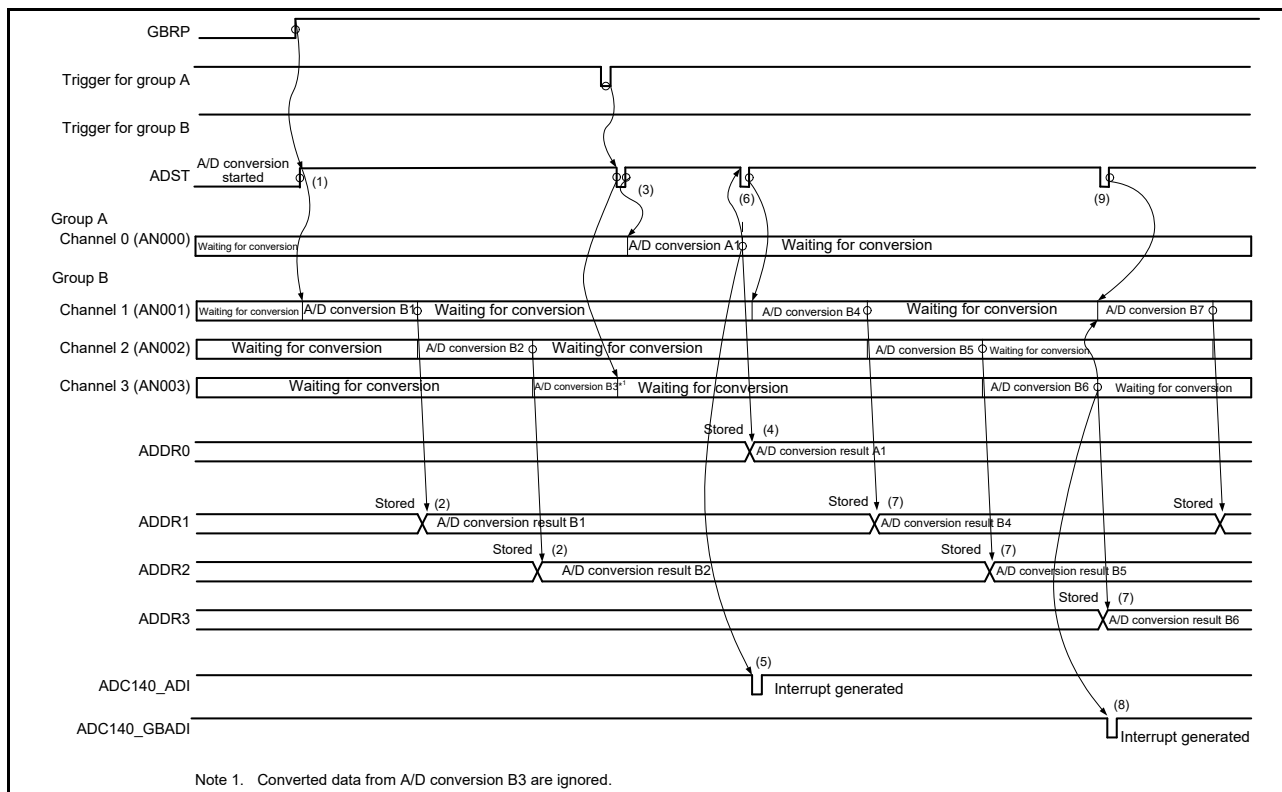 GBRP
Trigger for group A
Trigger for group B
A/D conversion
started
ADST
(1)
(3)
(6)
(9)
Group A
Channel 0 (AN000)
Waiting for conversion
A/D conversion A1
Waiting for conversion
Group B
Channel 1 (AN001)
Waiting for conversion
A/D conversion B1
Waiting for conversion
A/D conversion B4
Waiting for conversion
A/D conversion B7
Channel 2 (AN002)
Waiting for conversion
A/D conversion B2
Waiting for conversion
A/D conversion B5
Waiting for conversion
Channel 3 (AN003)
Waiting for conversion
A/D conversion B3*1
Waiting for conversion
A/D conversion B6
Waiting for conversion
Stored (4)
ADDR0
A/D conversion result A1
Stored (2)
Stored (7)
Stored
ADDR1
A/D conversion result B1
A/D conversion result B4
Stored (2)
Stored (7)
ADDR2
A/D conversion result B2
A/D conversion result B5
Stored (7)
ADDR3
A/D conversion result B6
(5)
ADC140_ADI
Interrupt generated
(8)
ADC140_GBADI
Interrupt generated
Note 1. Converted data from A/D conversion B3 are ignored.